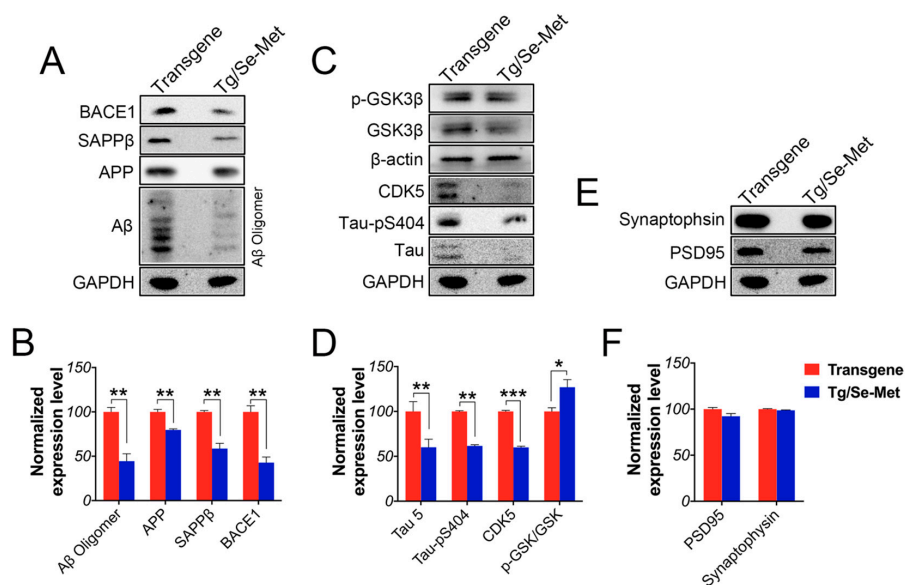 A
Transgene
Tg/Se-Met
BACE1
SAPPβ
APP
Aβ
Aβ Oligomer
GAPDH
C
Transgene
Tg/Se-Met
p-GSK3β
GSK3β
β-actin
CDK5
Tau-pS404
Tau
GAPDH
E
Transgene
Tg/Se-Met
Synaptophsin
PSD95
GAPDH
B
Normalized
expression level
150
100
50
0
** ** ** **
Aβ Oligomer
APP
SAPPβ
BACE1
D
Normalized
expression level
150
100
50
0
** ** *** *
Tau 5
Tau-pS404
CDK5
p-GSK/GSK
F
Normalized
expression level
150
100
50
0
PSD95
Synaptophysin
Transgene
Tg/Se-Met